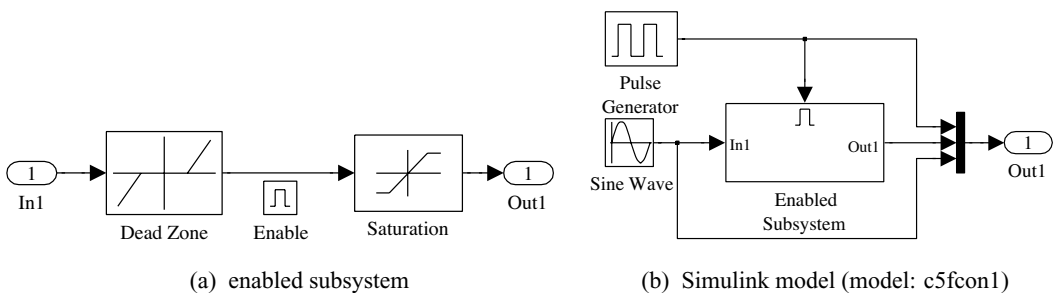 1
In1
Dead Zone
Enable
Saturation
1
Out1
(a) enabled subsystem
Pulse
Generator
Sine Wave
In1
Out1
Enabled
Subsystem
1
Out1
(b) Simulink model (model: c5fcon1)